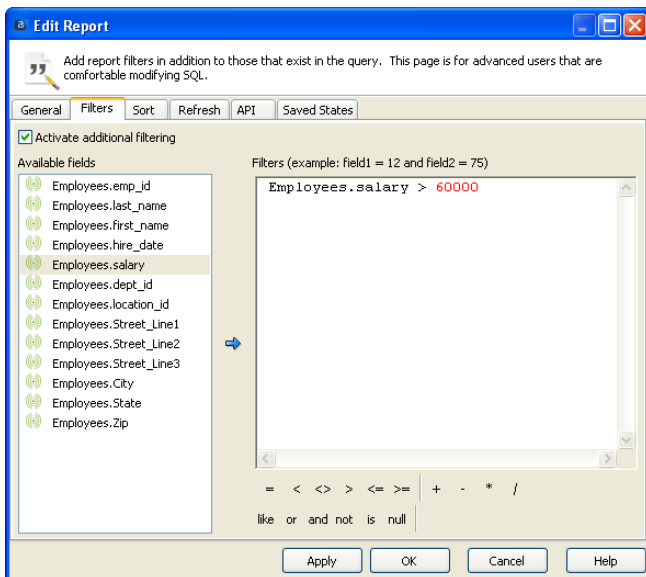 Edit Report
Add report filters in addition to those that exist in the query. This page is for advanced users that are
comfortable modifying SQL.
General Filters Sort Refresh API Saved States
Activate additional filtering
Available fields
Filters (example: field1 = 12 and field2 = 75)
Employees.emp_id
Employees.last_name
Employees.first_name
Employees.hire_date
Employees.salary
Employees.dept_id
Employees.location_id
Employees.Street_Line1
Employees.Street_Line2
Employees.Street_Line3
Employees.City
Employees.State
Employees.Zip
Employees.salary > 60000
= < <> > <= >= + - * /
like or and not is null
Apply OK Cancel Help